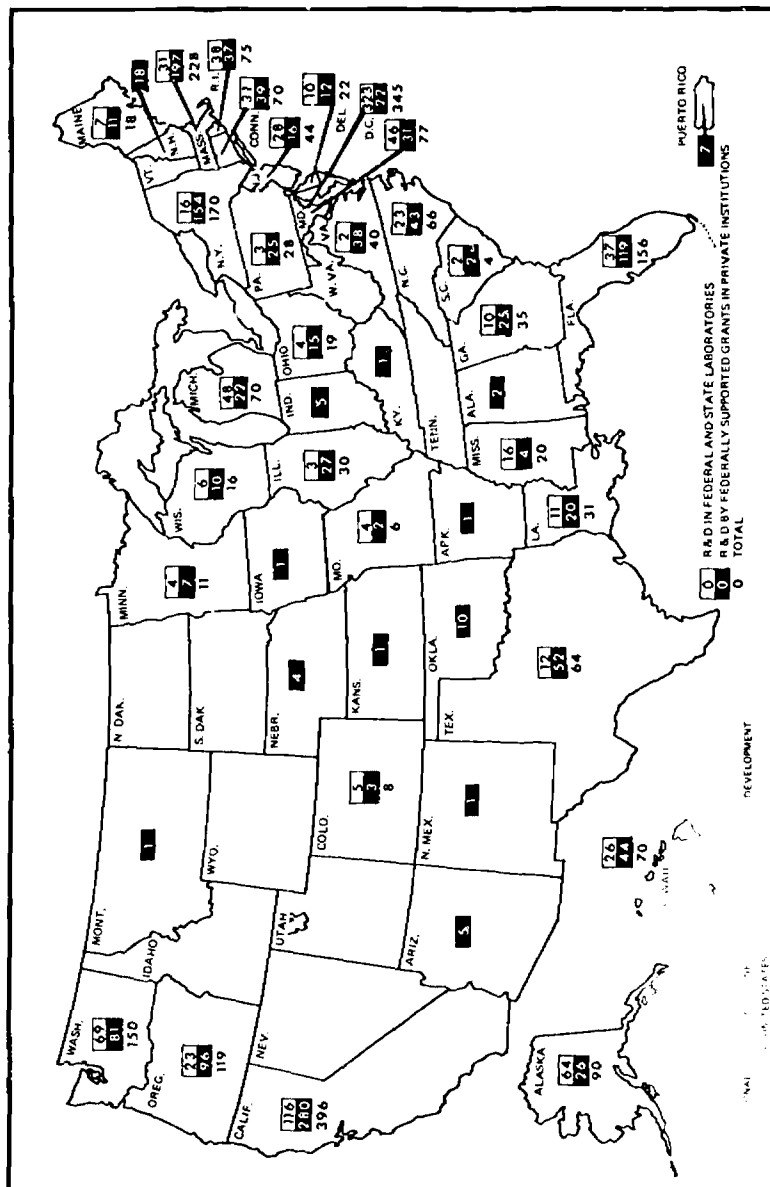 WASH.
69
81
150
OREG.
23
96
119
CALIF.
116
280
396
NEV.
IDAHO
MONT.
1
WYO.
UTAH
ARIZ.
5
COLO.
5
3
8
N. MEX.
1
N DAK.
S. DAK
NEBR.
4
KANS.
1
OKLA.
10
TEX.
12
52
64
MINN.
4
7
11
IOWA
1
MO.
4
2
6
ARK.
1
LA.
11
20
31
WIS.
6
10
16
ILL.
3
27
30
MICH.
48
22
70
IND.
5
OHIO
4
15
19
KY.
1
TENN.
MISS.
16
4
20
ALA.
2
GA.
10
25
35
FLA.
37
119
156
S.C.
2
4
N.C.
23
43
66
W. VA.
VA.
2
38
40
PA.
3
25
28
N.Y.
16
154
170
VT.
N.H.
18
MAINE
7
11
18
MASS.
31
197
228
R.I.
38
37
75
CONN.
31
39
70
N.J.
28
16
44
DEL
10
12
22
D.C.
323
22
345
MD.
46
31
77
PUERTO RICO
7
ALASKA
64
26
90
26
44
70
0 R & D IN FEDERAL AND STATE LABORATORIES
0 R & D BY FEDERALLY SUPPORTED GRANTS IN PRIVATE INSTITUTIONS
0 TOTAL
DEVELOPMENT
UNITED STATES